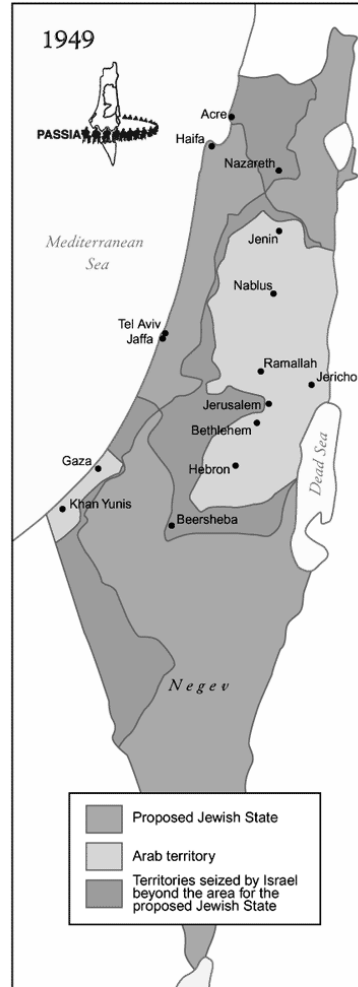 1949
PASSIA
Acre
Haifa
Nazareth
Mediterranean
Sea
Jenin
Nablus
Tel Aviv
Jaffa
Ramallah
Jericho
Jerusalem
Bethlehem
Gaza
Hebron
Dead Sea
Khan Yunis
Beersheba
Negev
Proposed Jewish State
Arab territory
Territories seized by Israel
beyond the area for the
proposed Jewish State